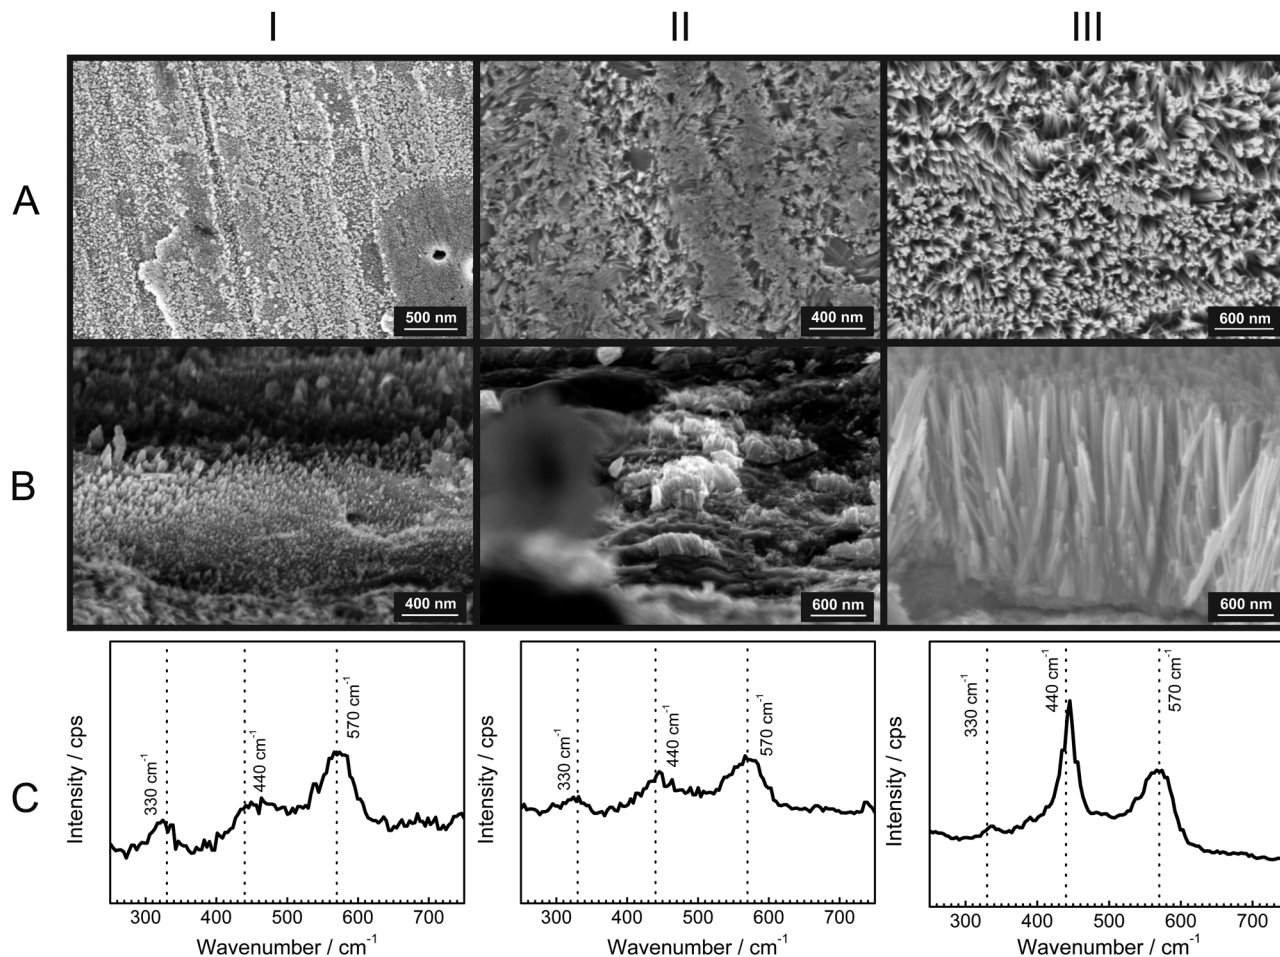 I II III
A
500 nm 400 nm 600 nm
B
400 nm 600 nm 600 nm
C
Intensity / cps
330 cm-1
440 cm-1
570 cm-1
300 400 500 600 700
Wavenumber / cm-1
Intensity / cps
330 cm-1
440 cm-1
570 cm-1
300 400 500 600 700
Wavenumber / cm-1
Intensity / cps
330 cm-1
440 cm-1
570 cm-1
300 400 500 600 700
Wavenumber / cm-1